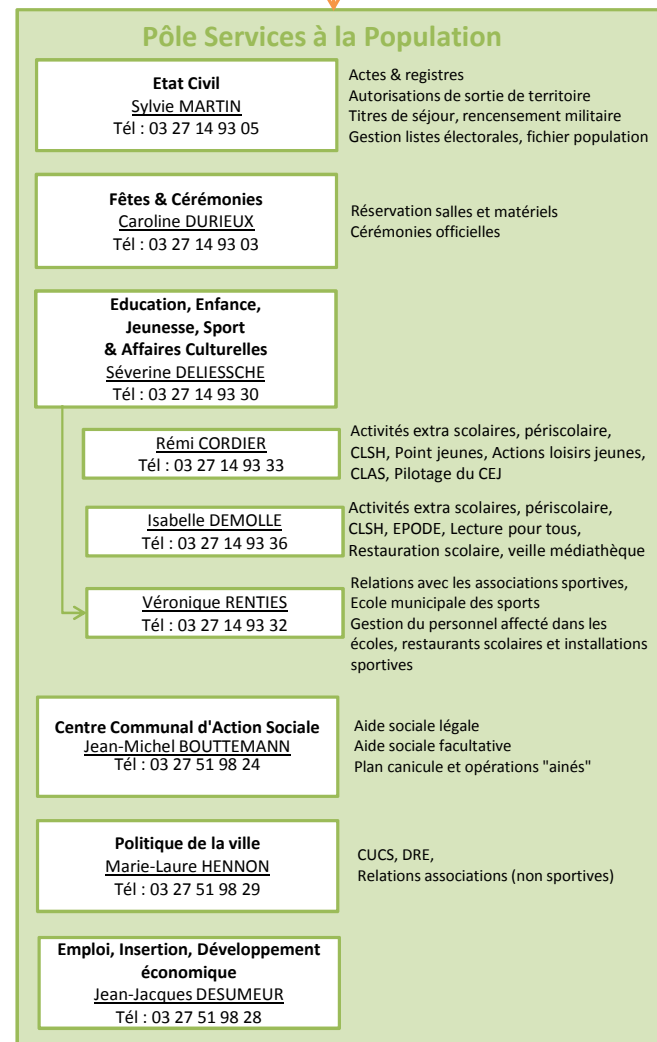 Pôle Services à la Population
Etat Civil
Sylvie MARTIN
Tél : 03 27 14 93 05
Actes & registres
Autorisations de sortie de territoire
Titres de séjour, rencensement militaire
Gestion listes électorales, fichier population
Fêtes & Cérémonies
Caroline DURIEUX
Tél : 03 27 14 93 03
Réservation salles et matériels
Cérémonies officielles
Education, Enfance,
Jeunesse, Sport
& Affaires Culturelles
Séverine DELIESSCHE
Tél : 03 27 14 93 30
Rémi CORDIER
Tél : 03 27 14 93 33
Activités extra scolaires, périscolaire,
CLSH, Point jeunes, Actions loisirs jeunes,
CLAS, Pilotage du CEJ
Isabelle DEMOLLE
Tél : 03 27 14 93 36
Activités extra scolaires, périscolaire,
CLSH, EPODE, Lecture pour tous,
Restauration scolaire, veille médiathèque
Véronique RENTIES
Tél : 03 27 14 93 32
Relations avec les associations sportives,
Ecole municipale des sports
Gestion du personnel affecté dans les
écoles, restaurants scolaires et installations
sportives
Centre Communal d'Action Sociale
Jean-Michel BOUTTEMANN
Tél : 03 27 51 98 24
Aide sociale légale
Aide sociale facultative
Plan canicule et opérations "ainés"
Politique de la ville
Marie-Laure HENNON
Tél : 03 27 51 98 29
CUCS, DRE,
Relations associations (non sportives)
Emploi, Insertion, Développement
économique
Jean-Jacques DESUMEUR
Tél : 03 27 51 98 28